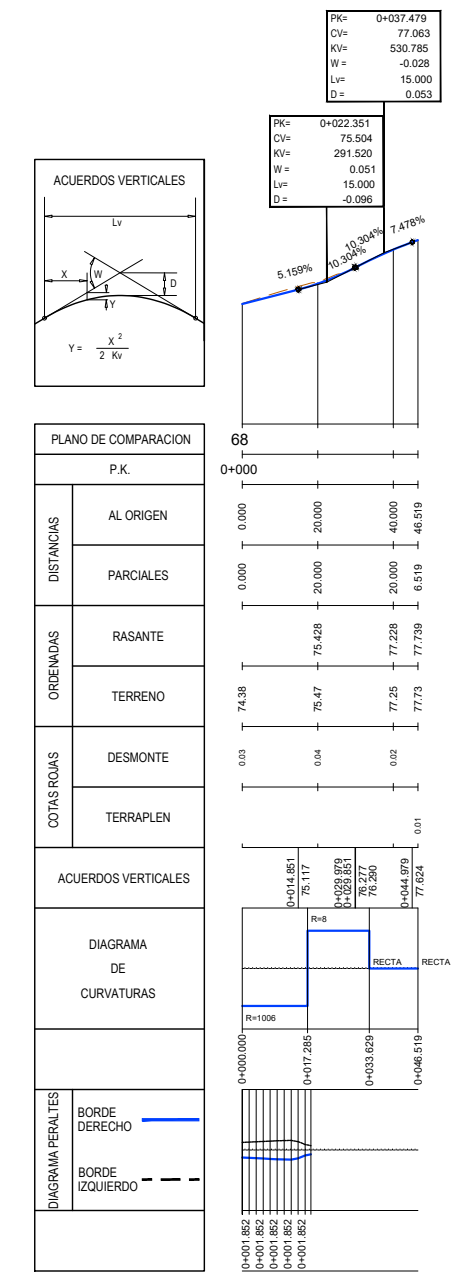 PK= 0+037.479
CV= 77.063
KV= 530.785
W = -0.028
Lv= 15.000
D = 0.053
PK= 0+022.351
CV= 75.504
KV= 291.520
W = 0.051
Lv= 15.000
D = -0.096
ACUERDOS VERTICALES
Lv
X
W
D
Y
Y = X 2
2 Kv
5.159%
10.304%
10.304%
7.478%
PLANO DE COMPARACION 68
P.K. 0+000
DISTANCIAS
AL ORIGEN 0.000 20.000 40.000 46.519
PARCIALES 0.000 20.000 20.000 6.519
ORDENADAS
RASANTE 75.428 77.228 77.739
TERRENO 74.38 75.47 77.25 77.73
COTAS ROJAS
DESMONTE 0.03 0.04 0.02
TERRAPLEN 0.01
ACUERDOS VERTICALES
0+014.851
75.117
0+029.979
0+029.851
76.277
76.290
0+044.979
77.624
DIAGRAMA
DE
CURVATURAS
R=1006
R=8
RECTA
RECTA
0+000.000
0+017.285
0+033.629
0+046.519
DIAGRAMA PERALTES
BORDE
DERECHO
BORDE
IZQUIERDO
0+001.852
0+001.852
0+001.852
0+001.852
0+001.852